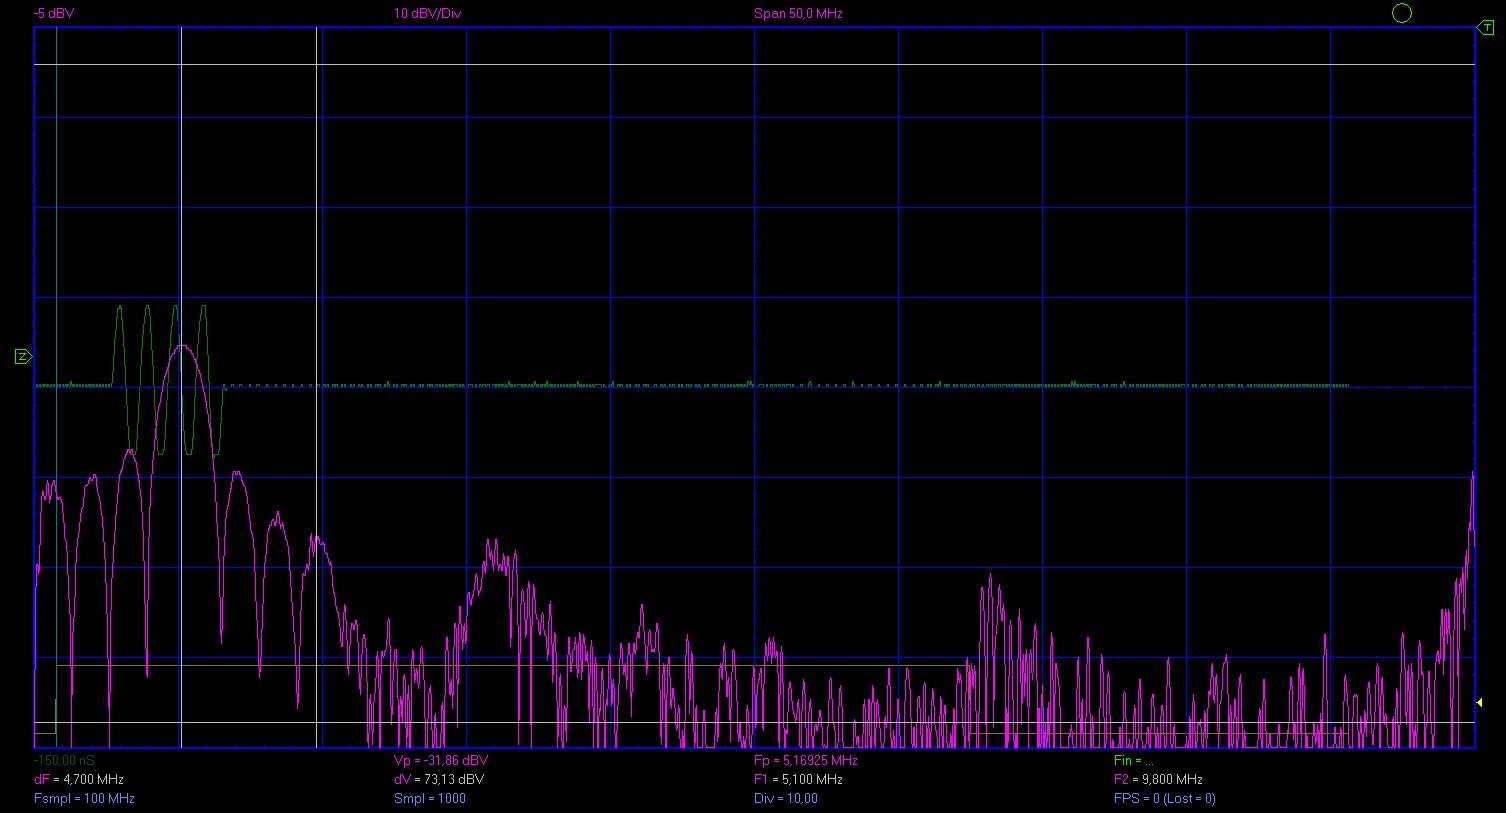 -5 dBV 10 dBV/Div Span 50,0 MHz
T
Z
-150,00 nS Vp = -31,86 dBV Fp = 5,16925 MHz Fin = ...
dF = 4,700 MHz dV = 73,13 dBV F1 = 5,100 MHz F2 = 9,800 MHz
Fsmpl = 100 MHz Smpl = 1000 Div = 10,00 FPS = 0 (Lost = 0)